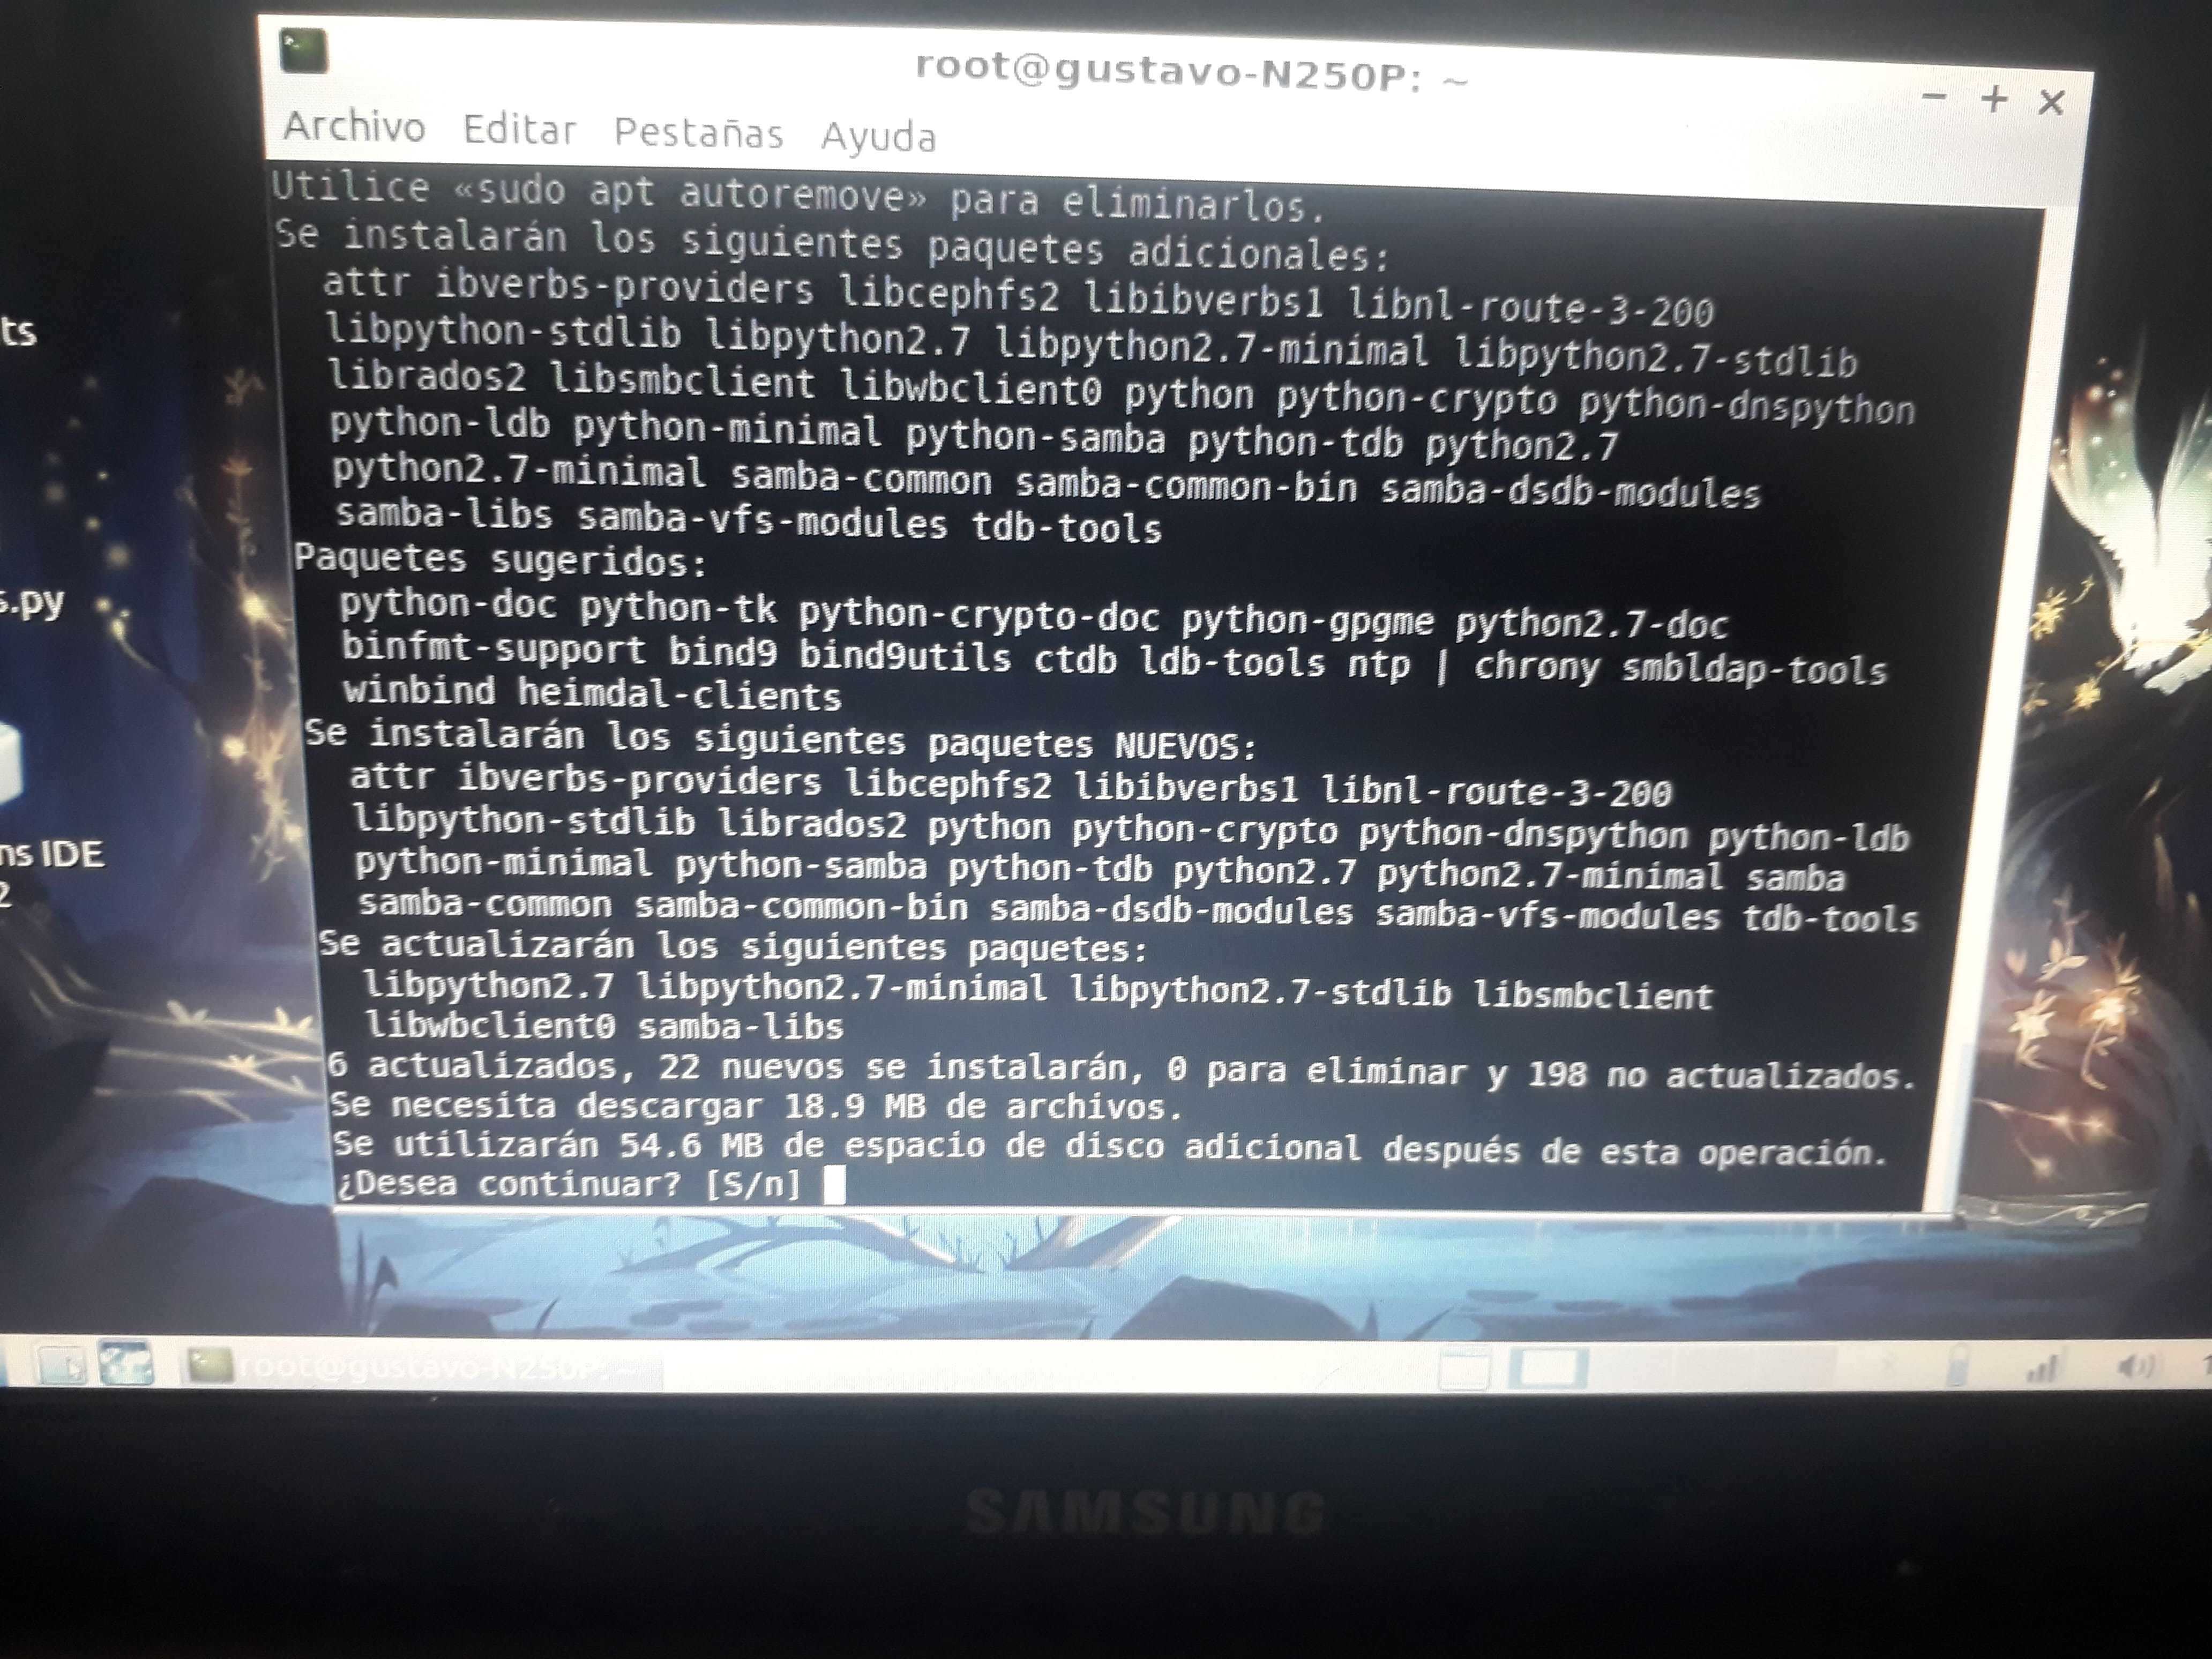 root@gustavo-N250P: ~
Archivo Editar Pestañas Ayuda
Utilice «sudo apt autoremove» para eliminarlos.
Se instalarán los siguientes paquetes adicionales:
attr ibverbs-providers libcephfs2 libibverbs1 libnl-route-3-200
libpython-stdlib libpython2.7 libpython2.7-minimal libpython2.7-stdlib
librados2 libsmbclient libwbclient0 python python-crypto python-dnspython
python-ldb python-minimal python-samba python-tdb python2.7
python2.7-minimal samba-common samba-common-bin samba-dsdb-modules
samba-libs samba-vfs-modules tdb-tools
Paquetes sugeridos:
python-doc python-tk python-crypto-doc python-gpgme python2.7-doc
binfmt-support bind9 bind9utils ctdb ldb-tools ntp | chrony smbldap-tools
winbind heimdal-clients
Se instalarán los siguientes paquetes NUEVOS:
attr ibverbs-providers libcephfs2 libibverbs1 libnl-route-3-200
libpython-stdlib librados2 python python-crypto python-dnspython python-ldb
python-minimal python-samba python-tdb python2.7 python2.7-minimal samba
samba-common samba-common-bin samba-dsdb-modules samba-vfs-modules tdb-tools
Se actualizarán los siguientes paquetes:
libpython2.7 libpython2.7-minimal libpython2.7-stdlib libsmbclient
libwbclient0 samba-libs
6 actualizados, 22 nuevos se instalarán, 0 para eliminar y 198 no actualizados.
Se necesita descargar 18.9 MB de archivos.
Se utilizarán 54.6 MB de espacio de disco adicional después de esta operación.
¿Desea continuar? [S/n]
ts
s.py
ns IDE
2
root@gustavo-N250P: ~
SAMSUNG